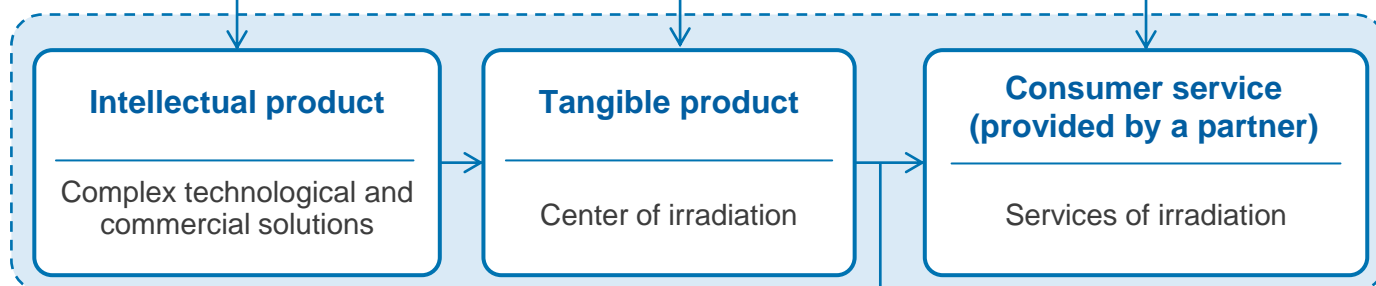 Intellectual product
Complex technological and
commercial solutions
Tangible product
Center of irradiation
Consumer service
(provided by a partner)
Services of irradiation